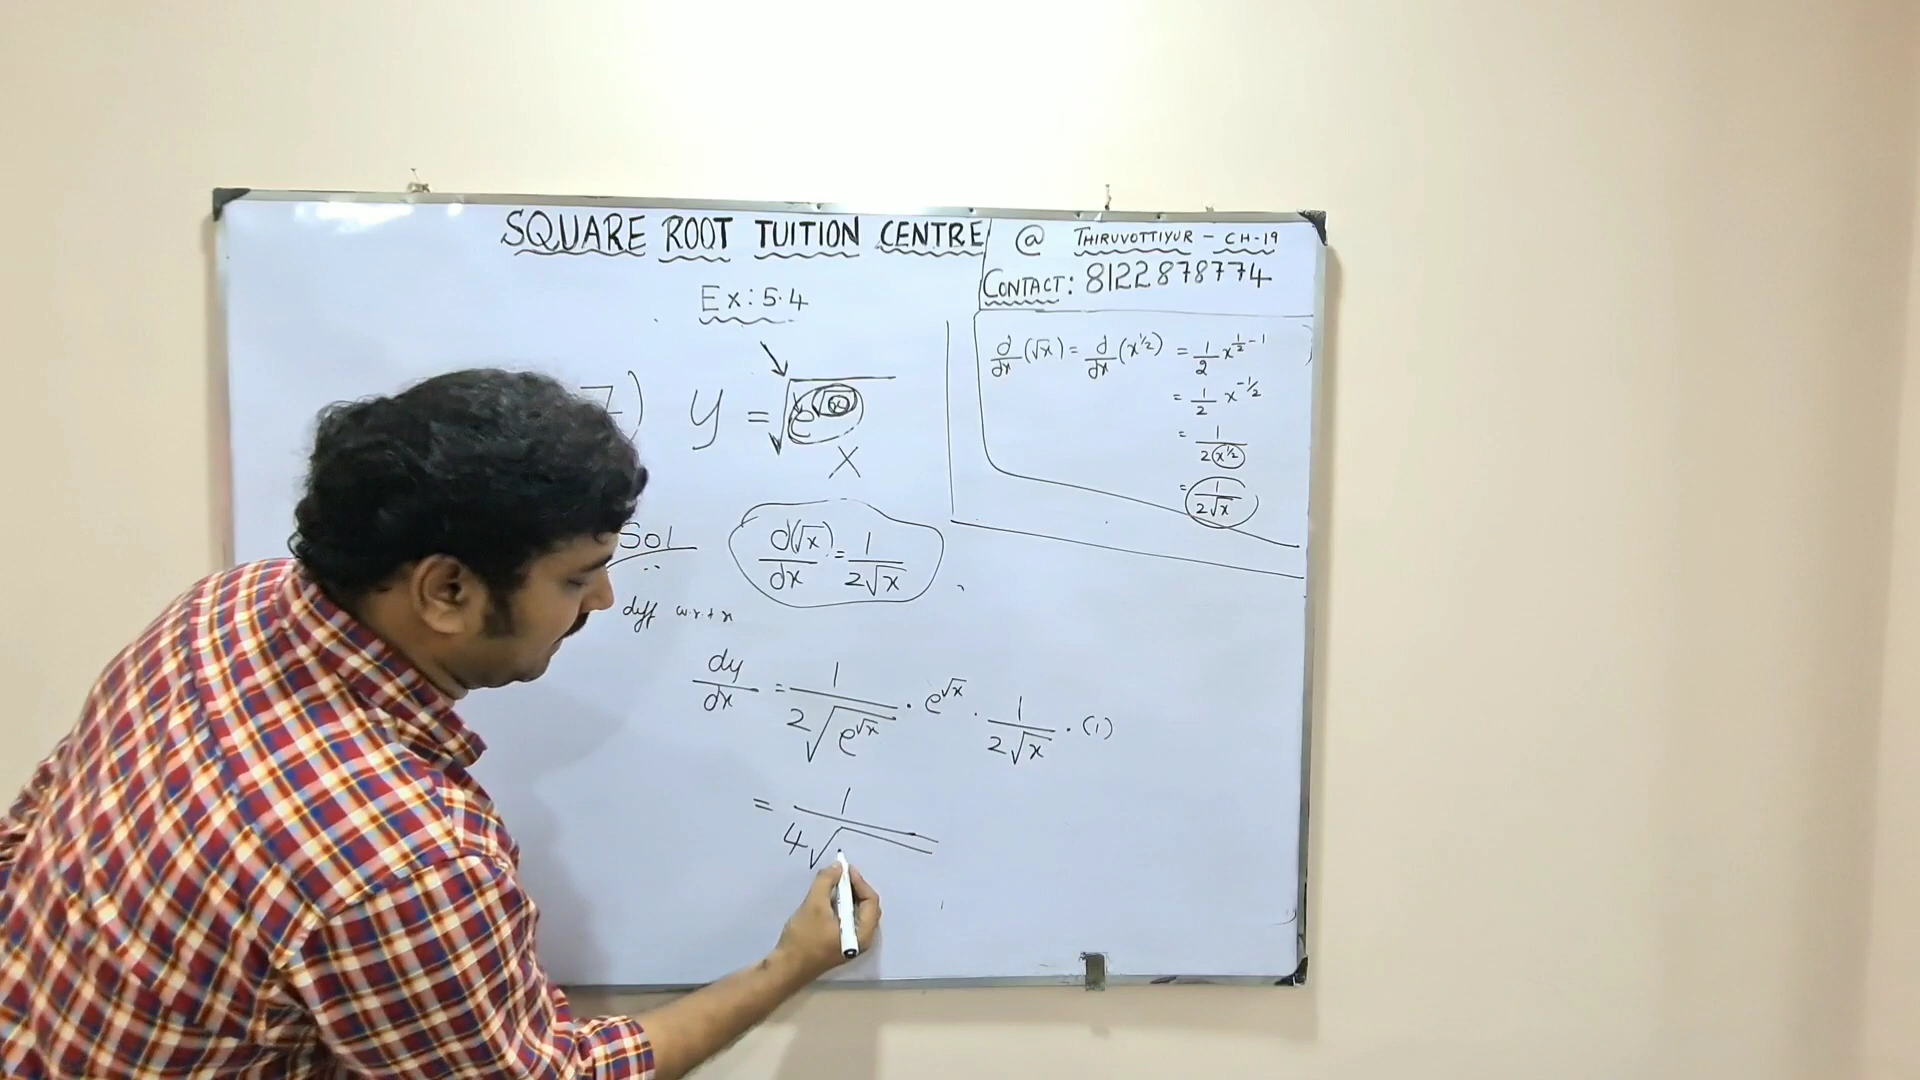 SQUARE ROOT TUITION CENTRE @ THIRUVOTTIYUR - CH-19
CONTACT: 8122878774
Ex: 5.4
7) y = √(e^√x)
X
d/dx (√x) = d/dx (x^1/2) = 1/2 x^(1/2 - 1)
= 1/2 x^(-1/2)
= 1/(2 x^1/2)
= 1/(2√x)
Sol
d(√x)/dx = 1/(2√x)
diff w.r.t x
dy/dx = 1/(2√(e^√x)) · e^√x · 1/(2√x) · (1)
= 1/(4√